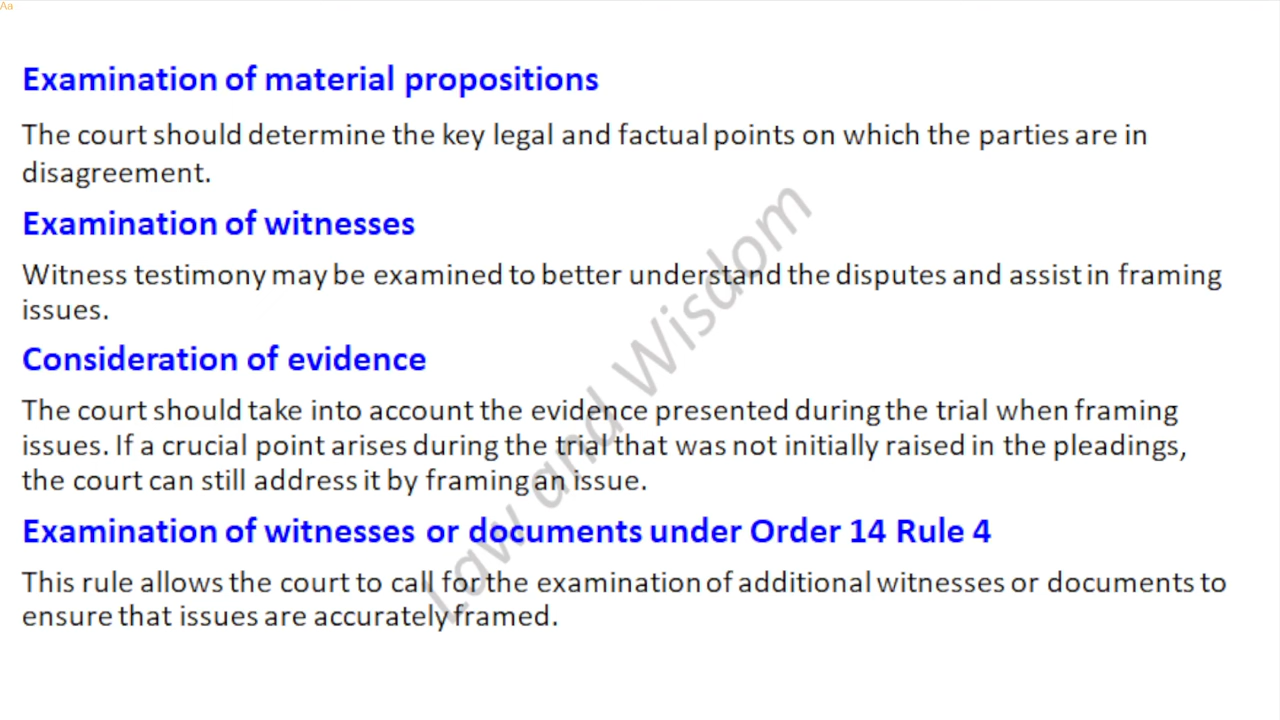 Aa
Examination of material propositions
The court should determine the key legal and factual points on which the parties are in
disagreement.
Examination of witnesses
Witness testimony may be examined to better understand the disputes and assist in framing
issues.
Consideration of evidence
The court should take into account the evidence presented during the trial when framing
issues. If a crucial point arises during the trial that was not initially raised in the pleadings,
the court can still address it by framing an issue.
Examination of witnesses or documents under Order 14 Rule 4
This rule allows the court to call for the examination of additional witnesses or documents to
ensure that issues are accurately framed.
Law and Wisdom